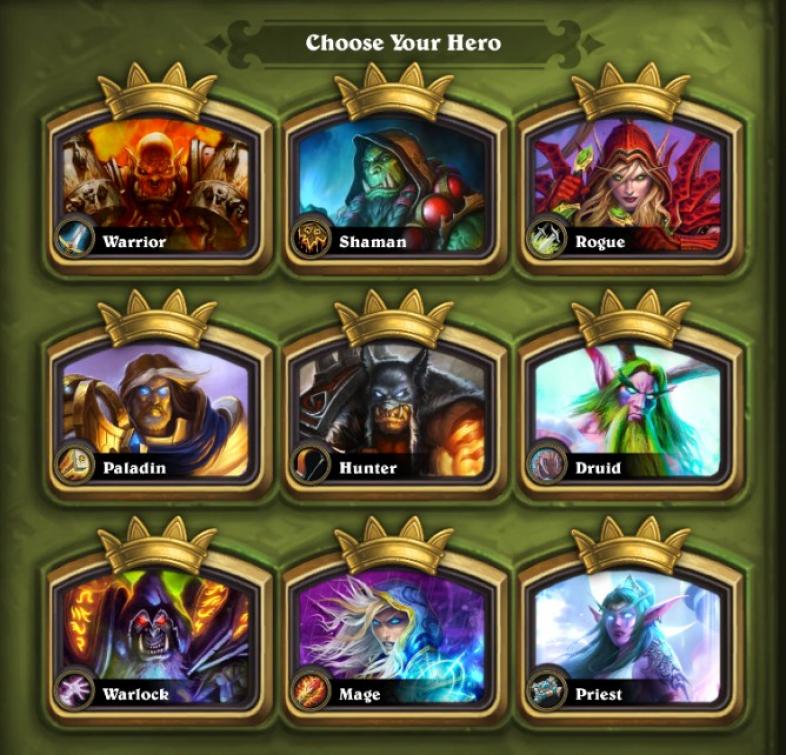 Choose Your Hero
Warrior
Shaman
Rogue
Paladin
Hunter
Druid
Warlock
Mage
Priest